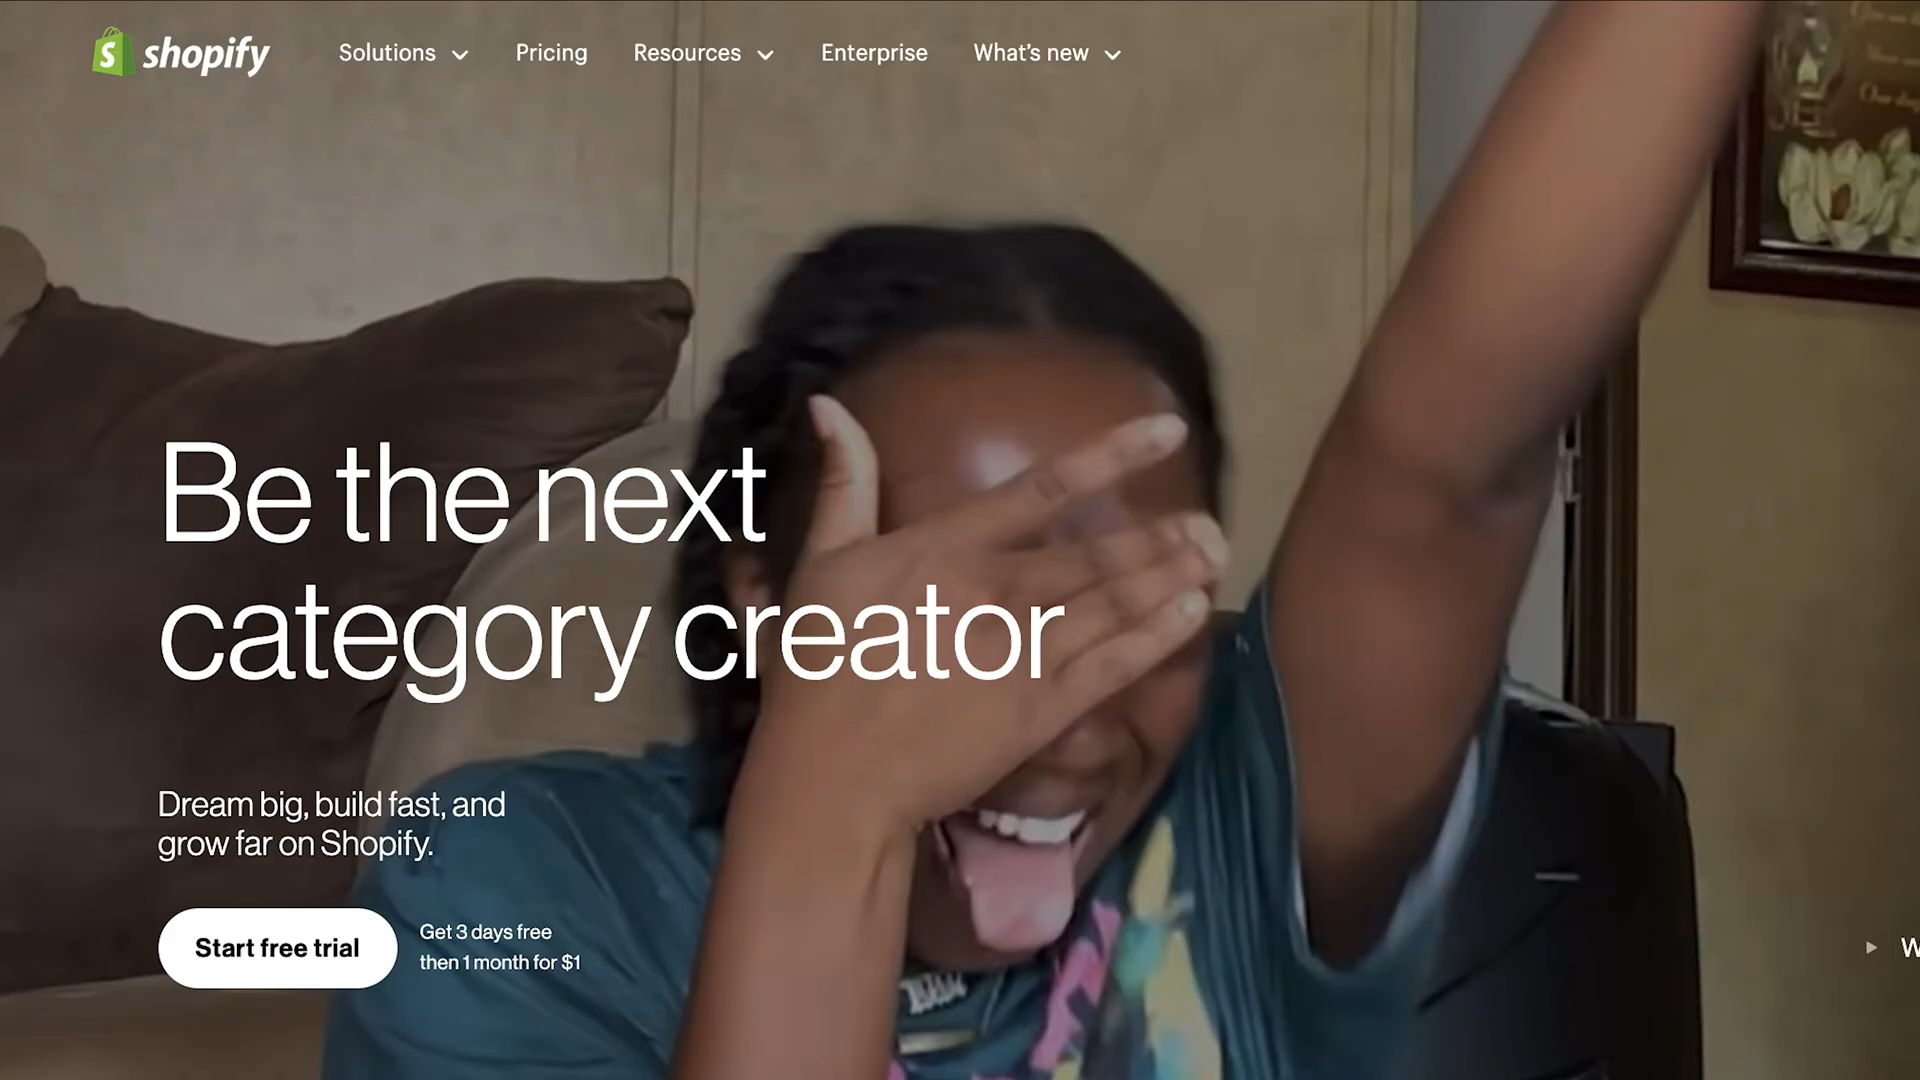 shopify
Solutions
Pricing
Resources
Enterprise
What's new
Be the next
category creator
Dream big, build fast, and
grow far on Shopify.
Start free trial
Get 3 days free
then 1 month for $1